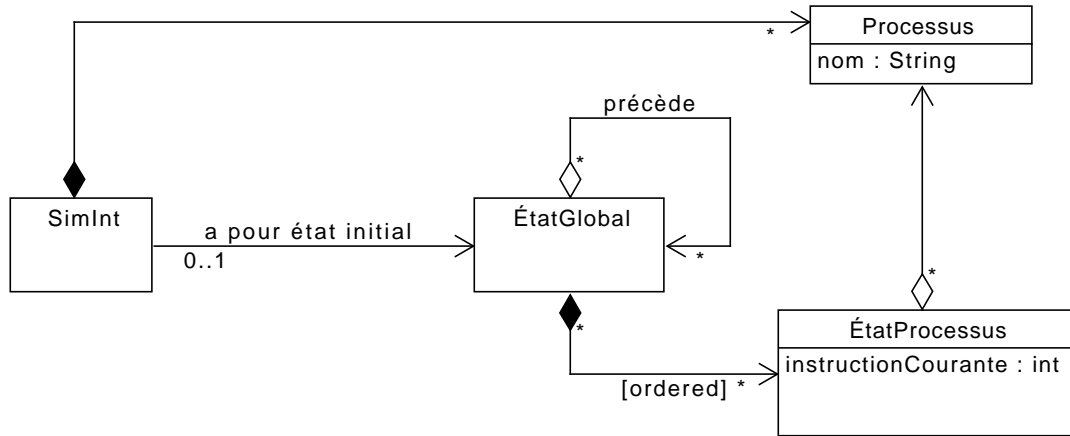 Processus
*
nom : String
précède
*
SimInt
ÉtatGlobal
a pour état initial
0..1
*
*
*
ÉtatProcessus
instructionCourante : int
[ordered] *